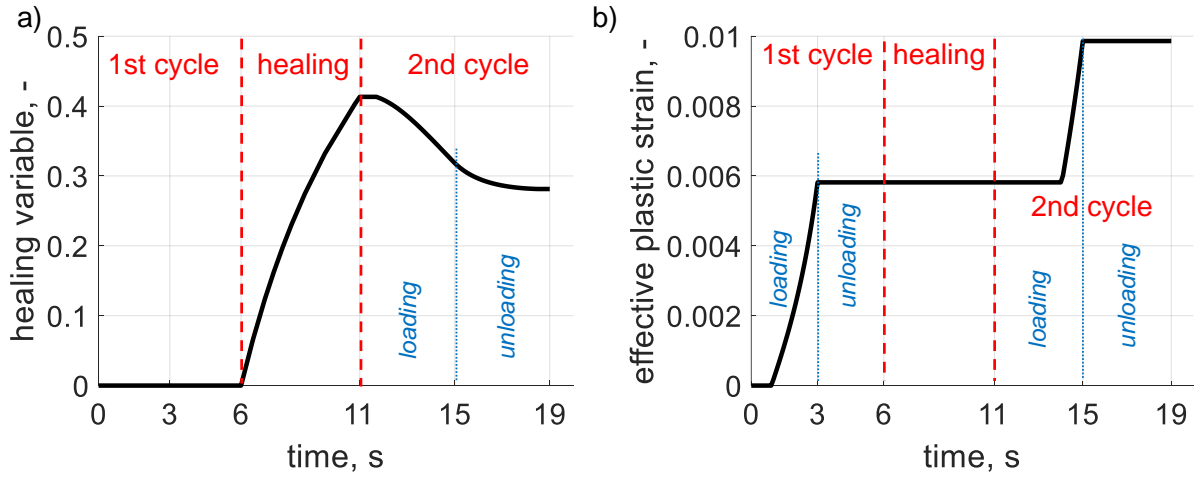 a)
0.5
0.4
0.3
0.2
0.1
0
healing variable, -
1st cycle
healing
2nd cycle
loading
unloading
0
3
6
11
15
19
time, s
b)
0.01
0.008
0.006
0.004
0.002
0
effective plastic strain, -
1st cycle
healing
2nd cycle
loading
unloading
loading
unloading
0
3
6
11
15
19
time, s